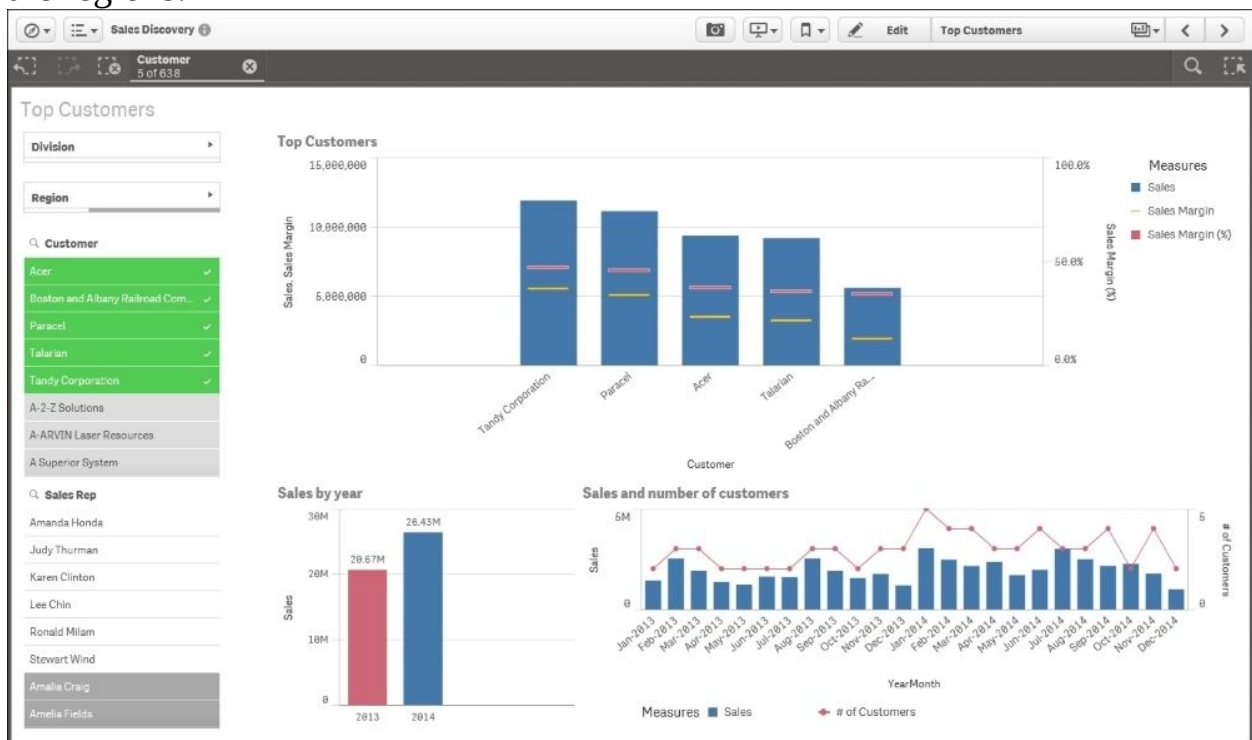 Sales Discovery
Edit
Top Customers
Customer
5 of 638
Top Customers
Division
Region
Customer
Acer
Boston and Albany Railroad Com...
Paracel
Talarian
Tandy Corporation
A-2-Z Solutions
A-ARVIN Laser Resources
A Superior System
Sales Rep
Amanda Honda
Judy Thurman
Karen Clinton
Lee Chin
Ronald Milam
Stewart Wind
Amalia Craig
Amelia Fields
Top Customers
15,000,000
10,000,000
5,000,000
0
Sales, Sales Margin
100.0%
50.0%
0.0%
Sales Margin (%)
Tandy Corporation
Paracel
Acer
Talarian
Boston and Albany Ra...
Customer
Measures
Sales
Sales Margin
Sales Margin (%)
Sales by year
30M
20M
10M
0
Sales
20.67M
26.43M
2013
2014
Sales and number of customers
5M
0
Sales
5
0
# of Customers
Jan-2013
Feb-2013
Mar-2013
Apr-2013
May-2013
Jun-2013
Jul-2013
Aug-2013
Sep-2013
Oct-2013
Nov-2013
Dec-2013
Jan-2014
Feb-2014
Mar-2014
Apr-2014
May-2014
Jun-2014
Jul-2014
Aug-2014
Sep-2014
Oct-2014
Nov-2014
Dec-2014
YearMonth
Measures
Sales
# of Customers